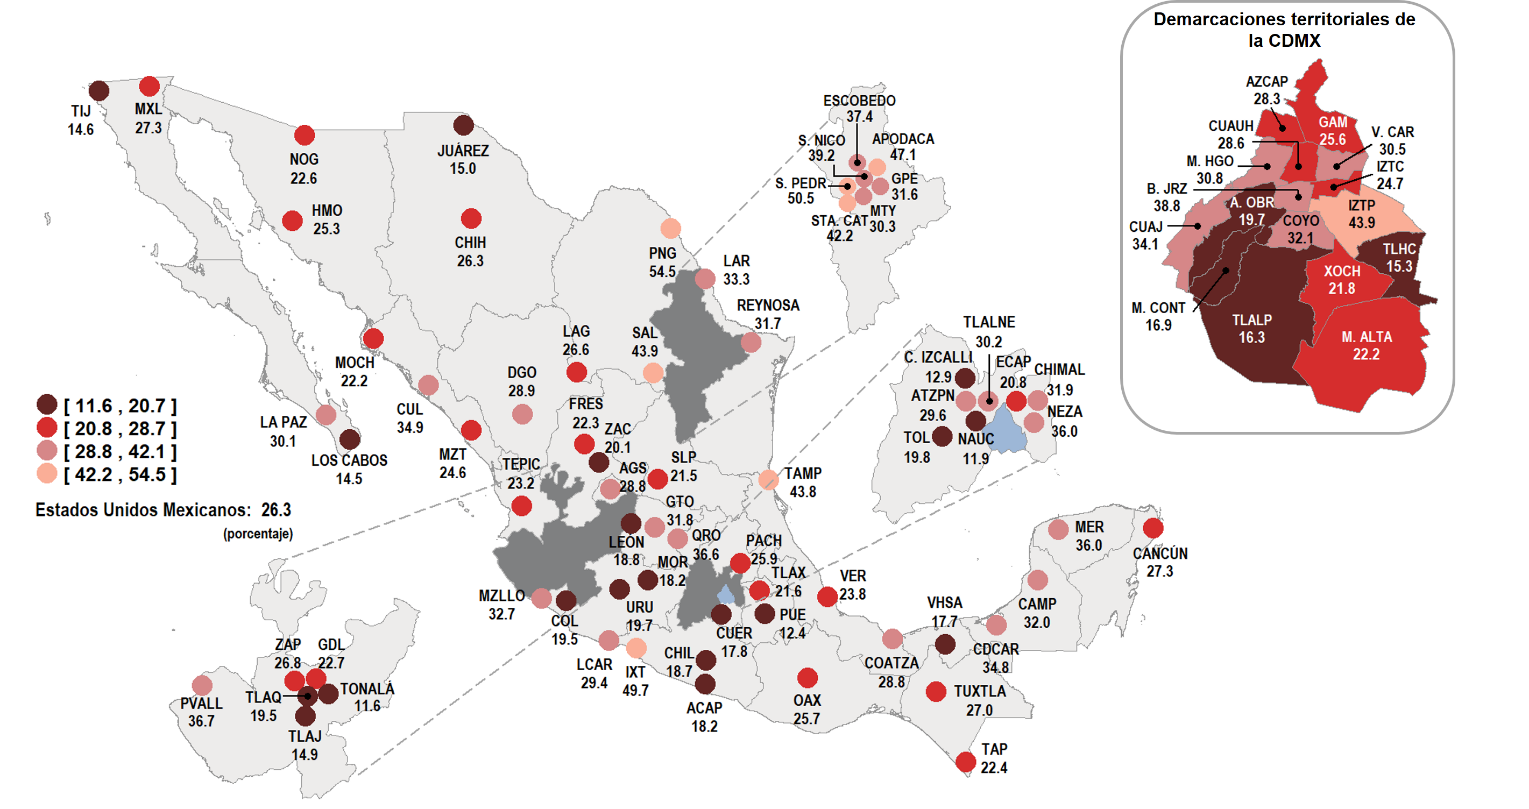 Demarcaciones territoriales de
la CDMX
AZCAP
28.3
GAM
25.6
CUAUH
28.6
V. CAR
30.5
M. HGO
30.8
IZTC
24.7
B. JRZ
38.8
A. OBR
19.7
IZTP
43.9
CUAJ
34.1
COYO
32.1
TLHC
15.3
XOCH
21.8
M. CONT
16.9
TLALP
16.3
M. ALTA
22.2
TIJ
14.6
MXL
27.3
NOG
22.6
JUÁREZ
15.0
HMO
25.3
CHIH
26.3
ESCOBEDO
37.4
S. NICO
39.2
APODACA
47.1
S. PEDR
50.5
GPE
31.6
STA. CAT
42.2
MTY
30.3
PNG
54.5
LAR
33.3
REYNOSA
31.7
LAG
26.6
SAL
43.9
MOCH
22.2
DGO
28.9
CUL
34.9
LA PAZ
30.1
LOS CABOS
14.5
MZT
24.6
FRES
22.3
ZAC
20.1
TEPIC
23.2
AGS
28.8
SLP
21.5
TAMP
43.8
TLALNE
30.2
C. IZCALLI
12.9
ECAP
20.8
CHIMAL
31.9
ATZPN
29.6
NEZA
36.0
TOL
19.8
NAUC
11.9
[ 11.6 , 20.7 ]
[ 20.8 , 28.7 ]
[ 28.8 , 42.1 ]
[ 42.2 , 54.5 ]
Estados Unidos Mexicanos: 26.3
(porcentaje)
GTO
31.8
LEÓN
18.8
QRO
36.6
PACH
25.9
MOR
18.2
TLAX
21.6
VER
23.8
MZLLO
32.7
COL
19.5
URU
19.7
CUER
17.8
PUE
12.4
LCAR
29.4
IXT
49.7
CHIL
18.7
ACAP
18.2
OAX
25.7
COATZA
28.8
VHSA
17.7
CDCAR
34.8
CAMP
32.0
MER
36.0
CANCÚN
27.3
TUXTLA
27.0
TAP
22.4
ZAP
26.8
GDL
22.7
PVALL
36.7
TLAQ
19.5
TONALÁ
11.6
TLAJ
14.9